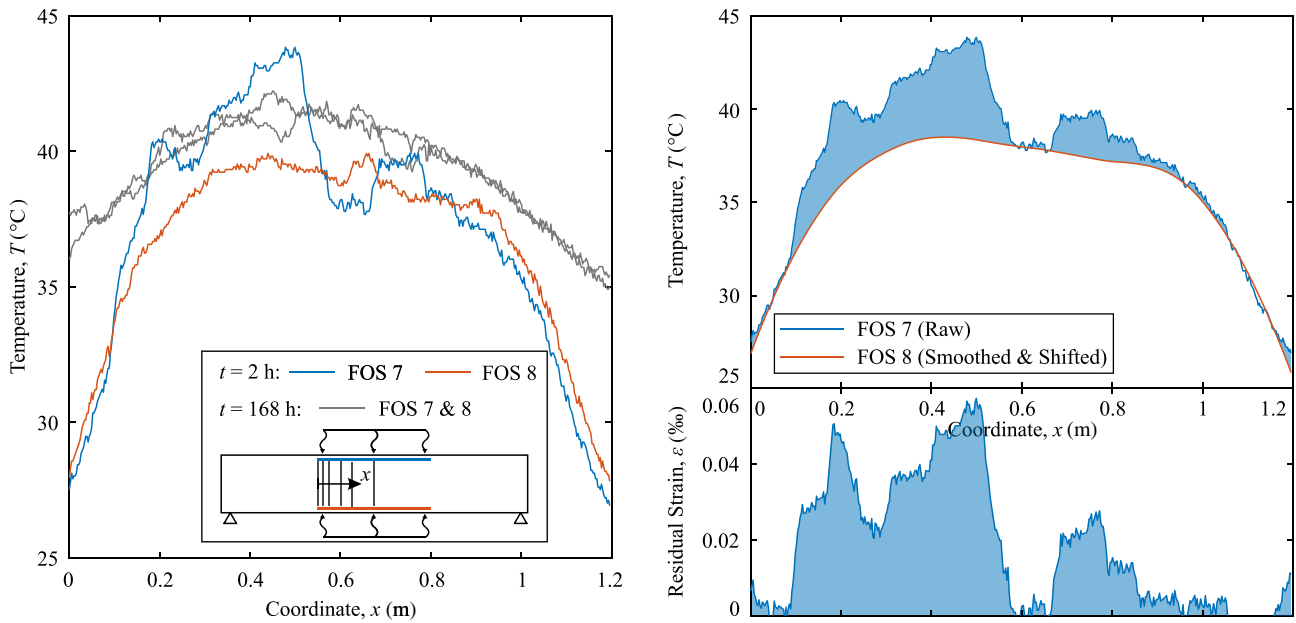 45
40
35
30
25
Temperature, T (°C)
t = 2 h: FOS 7 FOS 8
t = 168 h: FOS 7 & 8
x
0 0.2 0.4 0.6 0.8 1 1.2
Coordinate, x (m)
45
40
35
30
25
Temperature, T (°C)
FOS 7 (Raw)
FOS 8 (Smoothed & Shifted)
0 0.2 0.4 0.6 0.8 1 1.2
Coordinate, x (m)
0.06
0.04
0.02
0
Residual Strain, ε (‰)